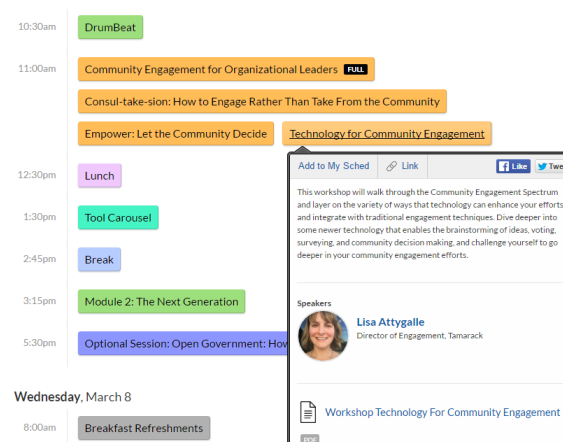 10:30am DrumBeat
11:00am Community Engagement for Organizational Leaders FULL
Consul-take-sion: How to Engage Rather Than Take From the Community
Empower: Let the Community Decide Technology for Community Engagement
Add to My Sched Link Like Twe
This workshop will walk through the Community Engagement Spectrum
and layer on the variety of ways that technology can enhance your efforts
and integrate with traditional engagement techniques. Dive deeper into
some newer technology that enables the brainstorming of ideas, voting,
surveying, and community decision making, and challenge yourself to go
deeper in your community engagement efforts.
Speakers
Lisa Attygalle
Director of Engagement, Tamarack
Workshop Technology For Community Engagement
PDF
12:30pm Lunch
1:30pm Tool Carousel
2:45pm Break
3:15pm Module 2: The Next Generation
5:30pm Optional Session: Open Government: How
Wednesday, March 8
8:00am Breakfast Refreshments